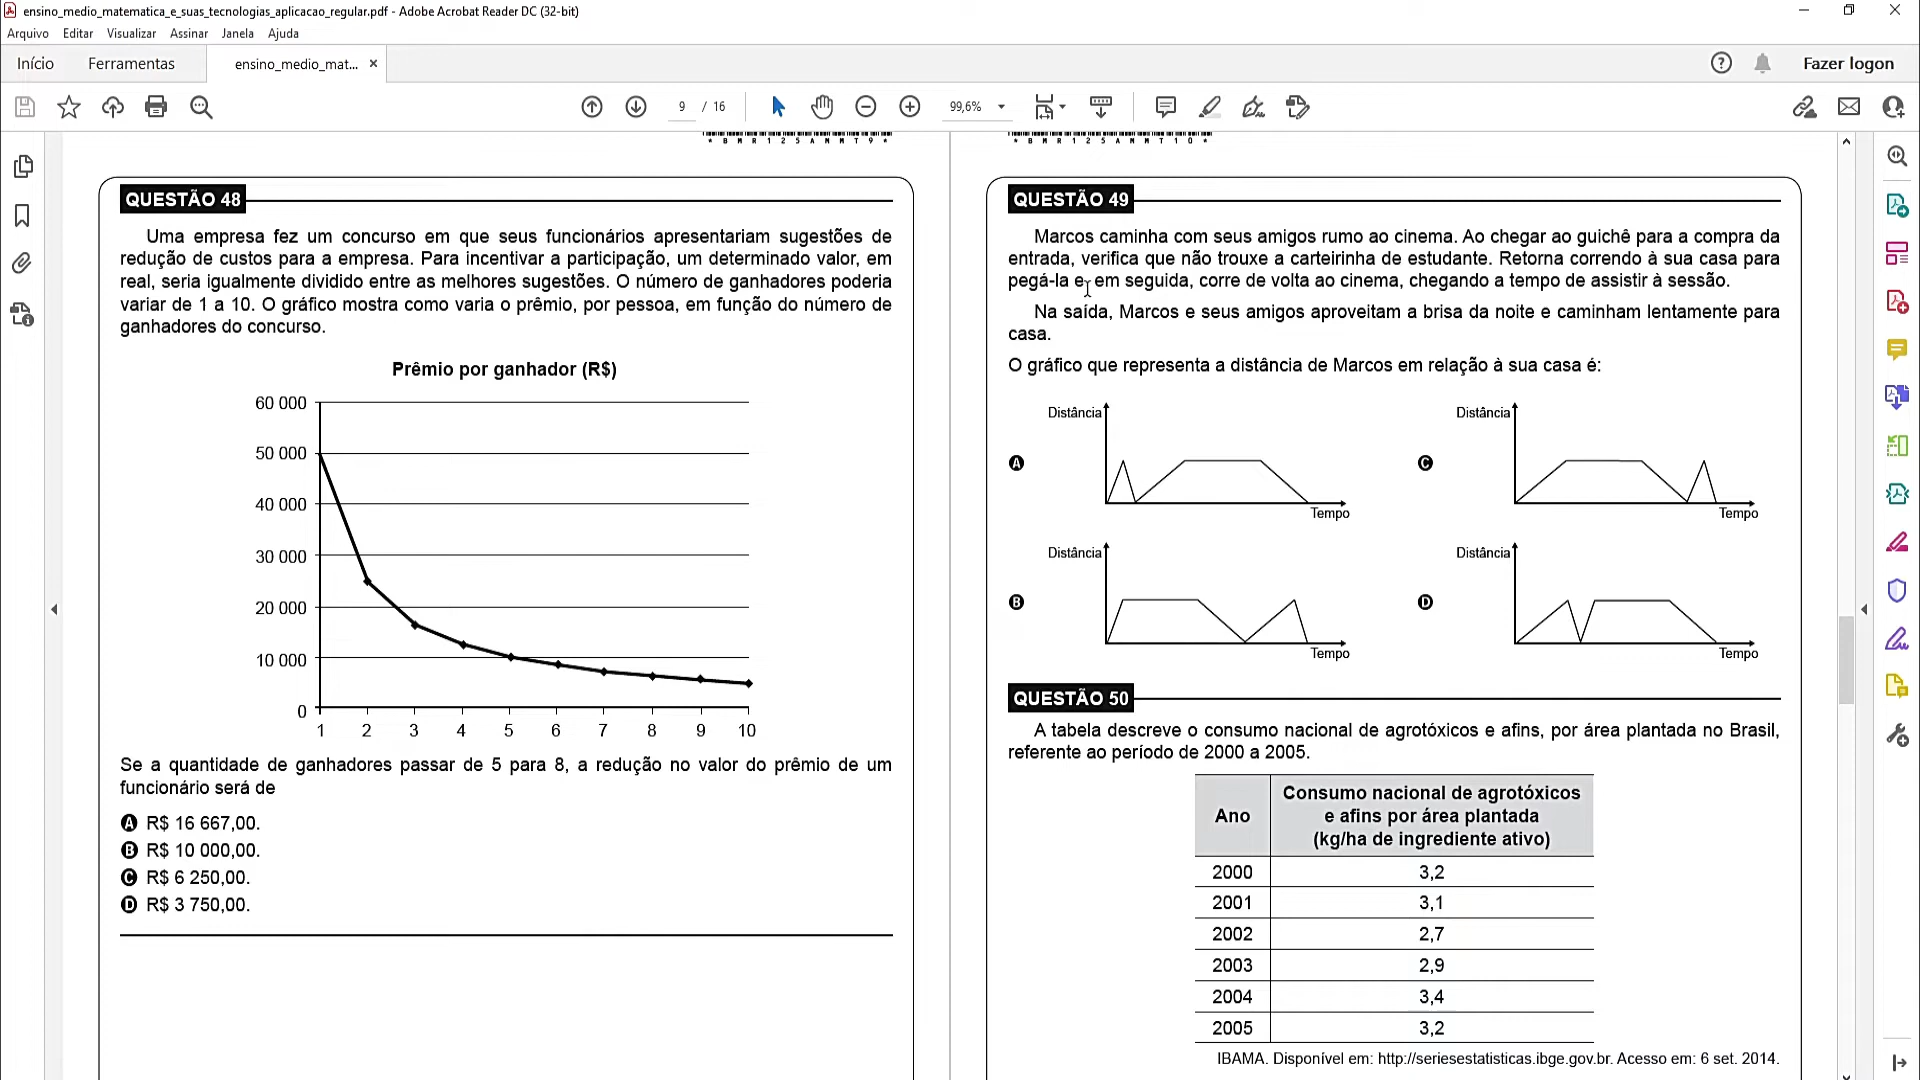 ensino_medio_matematica_e_suas_tecnologias_aplicacao_regular.pdf - Adobe Acrobat Reader DC (32-bit)
Arquivo Editar Visualizar Assinar Janela Ajuda
Início Ferramentas ensino_medio_mat... × Fazer logon
9 / 16 99,6%
* B M R 1 2 5 A M M T 9 *
QUESTÃO 48
Uma empresa fez um concurso em que seus funcionários apresentariam sugestões de
redução de custos para a empresa. Para incentivar a participação, um determinado valor, em
real, seria igualmente dividido entre as melhores sugestões. O número de ganhadores poderia
variar de 1 a 10. O gráfico mostra como varia o prêmio, por pessoa, em função do número de
ganhadores do concurso.
Prêmio por ganhador (R$)
60 000
50 000
40 000
30 000
20 000
10 000
0
1 2 3 4 5 6 7 8 9 10
Se a quantidade de ganhadores passar de 5 para 8, a redução no valor do prêmio de um
funcionário será de
A R$ 16 667,00.
B R$ 10 000,00.
C R$ 6 250,00.
D R$ 3 750,00.
* B M R 1 2 5 A M M T 1 0 *
QUESTÃO 49
Marcos caminha com seus amigos rumo ao cinema. Ao chegar ao guichê para a compra da
entrada, verifica que não trouxe a carteirinha de estudante. Retorna correndo à sua casa para
pegá-la e, em seguida, corre de volta ao cinema, chegando a tempo de assistir à sessão.
Na saída, Marcos e seus amigos aproveitam a brisa da noite e caminham lentamente para
casa.
O gráfico que representa a distância de Marcos em relação à sua casa é:
A Distância Tempo
C Distância Tempo
B Distância Tempo
D Distância Tempo
QUESTÃO 50
A tabela descreve o consumo nacional de agrotóxicos e afins, por área plantada no Brasil,
referente ao período de 2000 a 2005.
Ano
Consumo nacional de agrotóxicos
e afins por área plantada
(kg/ha de ingrediente ativo)
2000 3,2
2001 3,1
2002 2,7
2003 2,9
2004 3,4
2005 3,2
IBAMA. Disponível em: http://seriesestatisticas.ibge.gov.br. Acesso em: 6 set. 2014.